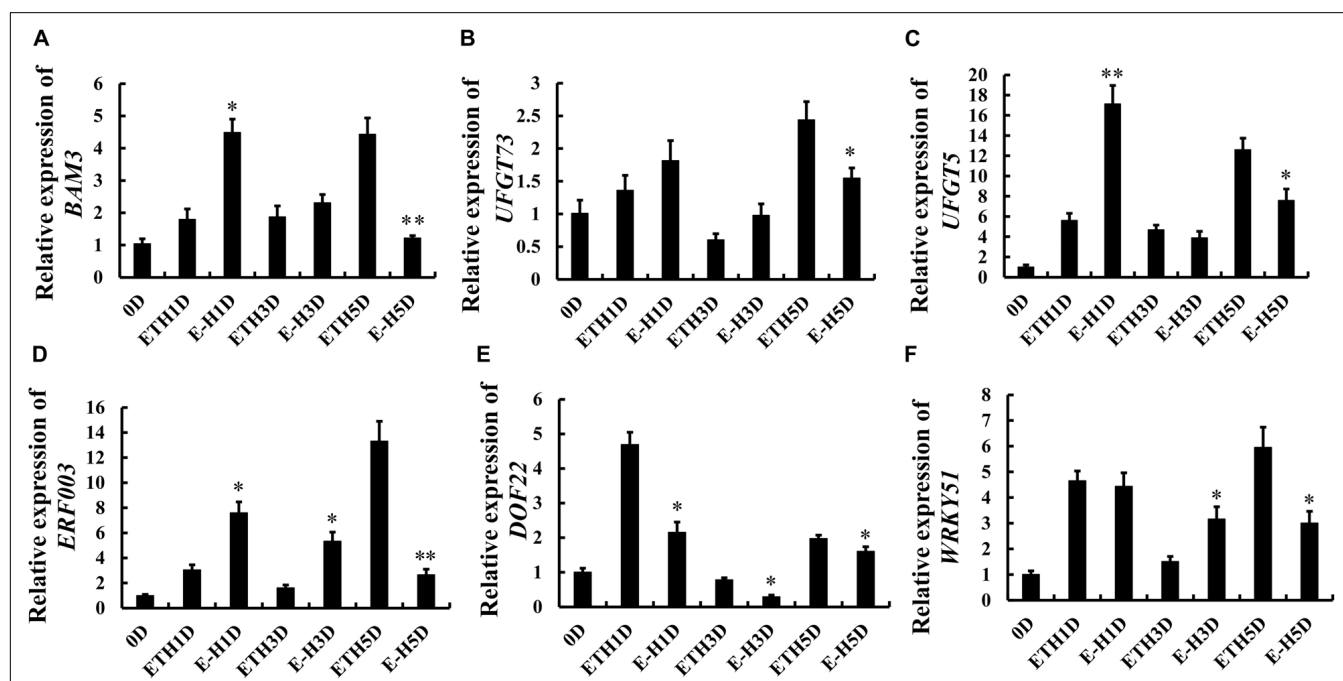 A
Relative expression of
BAM3
6
5
4
3
2
1
0
*
**
0D
ETH1D
E-H1D
ETH3D
E-H3D
ETH5D
E-H5D
B
Relative expression of
UFGT73
3
2.5
2
1.5
1
0.5
0
*
0D
ETH1D
E-H1D
ETH3D
E-H3D
ETH5D
E-H5D
C
Relative expression of
UFGT5
20
18
16
14
12
10
8
6
4
2
0
**
*
0D
ETH1D
E-H1D
ETH3D
E-H3D
ETH5D
E-H5D
D
Relative expression of
ERF003
16
14
12
10
8
6
4
2
0
*
*
**
0D
ETH1D
E-H1D
ETH3D
E-H3D
ETH5D
E-H5D
E
Relative expression of
DOF22
6
5
4
3
2
1
0
*
*
*
0D
ETH1D
E-H1D
ETH3D
E-H3D
ETH5D
E-H5D
F
Relative expression of
WRKY51
8
7
6
5
4
3
2
1
0
*
*
0D
ETH1D
E-H1D
ETH3D
E-H3D
ETH5D
E-H5D